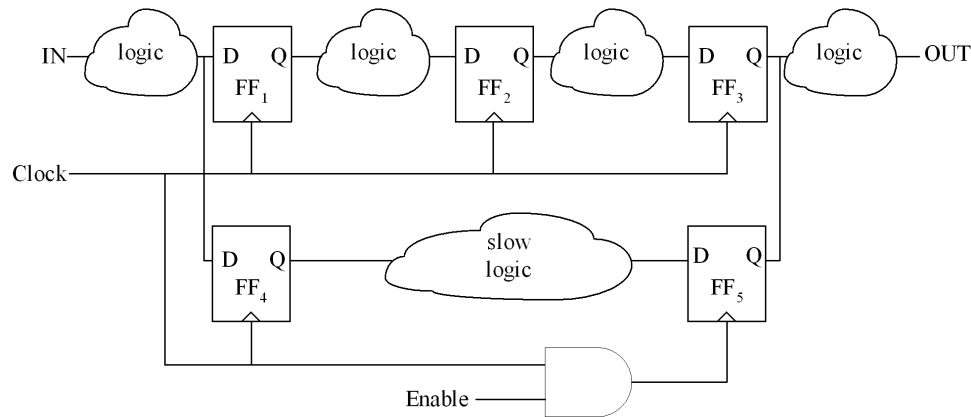 IN
logic
D Q
FF1
logic
D Q
FF2
logic
D Q
FF3
logic
OUT
Clock
D Q
FF4
slow
logic
D Q
FF5
Enable